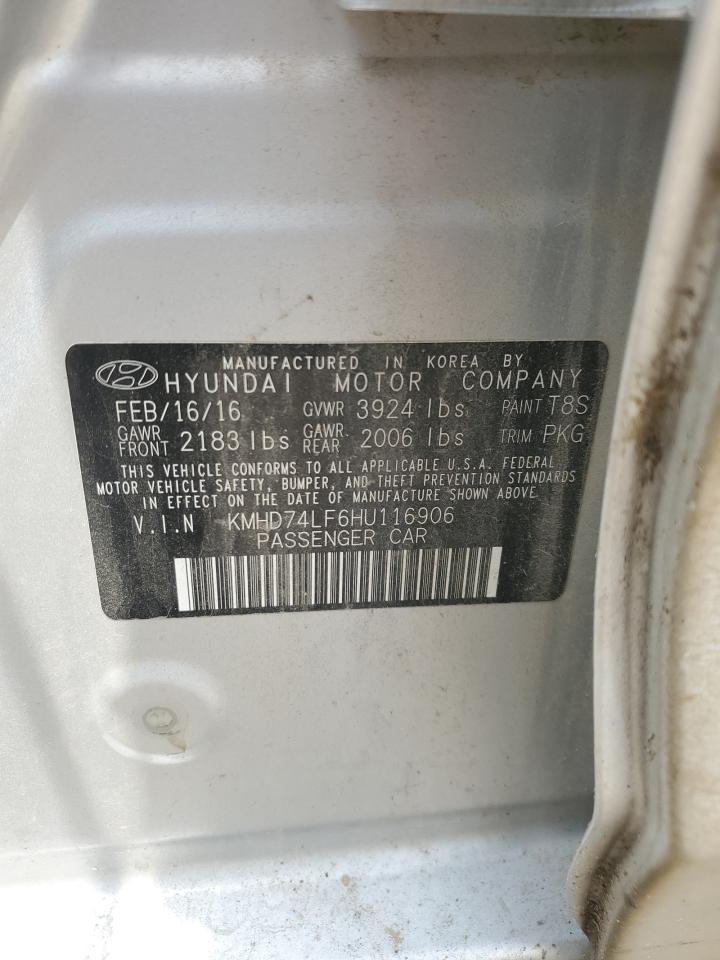 MANUFACTURED IN KOREA BY
HYUNDAI MOTOR COMPANY
FEB/16/16 GVWR 3924 lbs PAINT T8S
GAWR FRONT 2183 lbs GAWR REAR 2006 lbs TRIM PKG
THIS VEHICLE CONFORMS TO ALL APPLICABLE U.S.A. FEDERAL
MOTOR VEHICLE SAFETY, BUMPER, AND THEFT PREVENTION STANDARDS
IN EFFECT ON THE DATE OF MANUFACTURE SHOWN ABOVE.
V.I.N KMHD74LF6HU116906
PASSENGER CAR